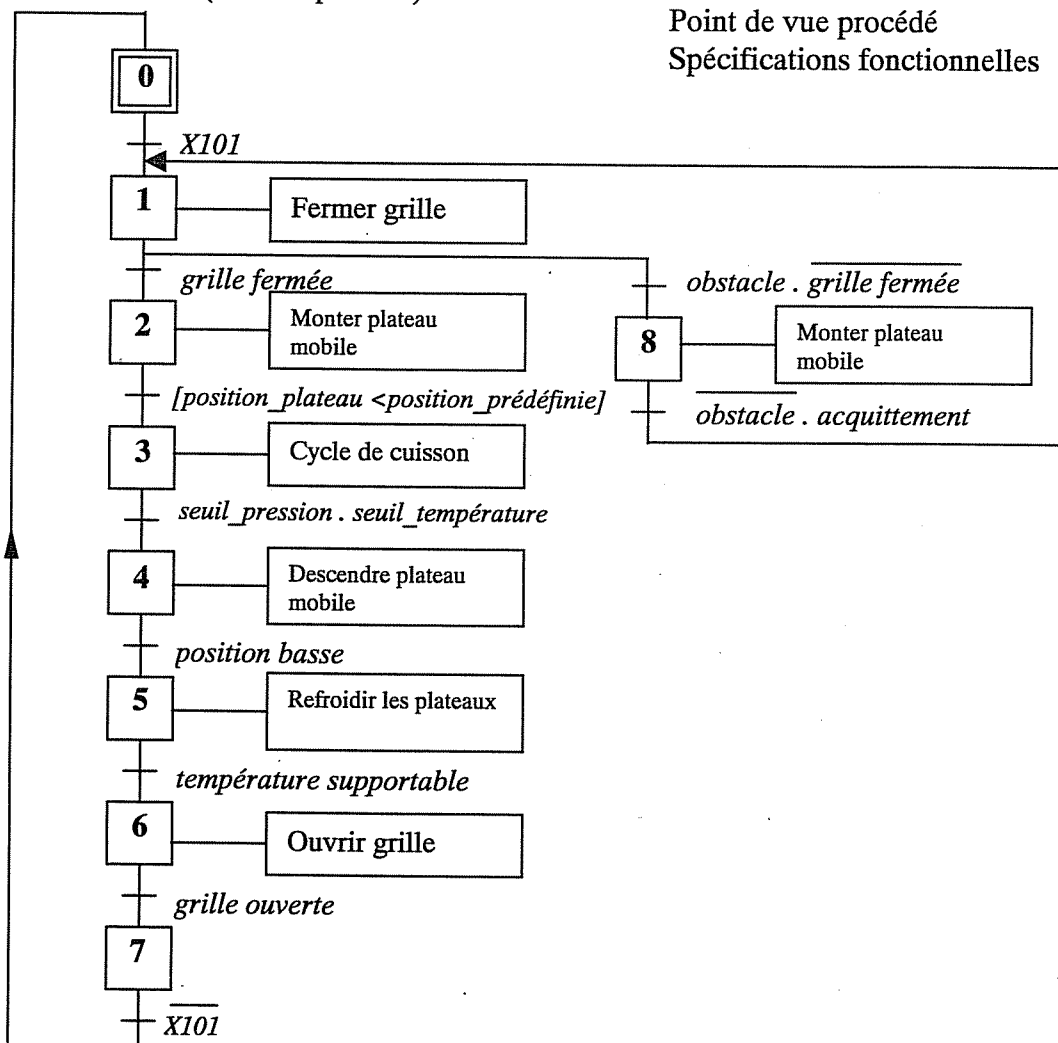 Point de vue procédé
Spécifications fonctionnelles
0
X101
1
Fermer grille
grille fermée
obstacle . grille fermée
2
Monter plateau
mobile
8
Monter plateau
mobile
[position_plateau <position_prédéfinie]
obstacle . acquittement
3
Cycle de cuisson
seuil_pression . seuil_température
4
Descendre plateau
mobile
position basse
5
Refroidir les plateaux
température supportable
6
Ouvrir grille
grille ouverte
7
X101